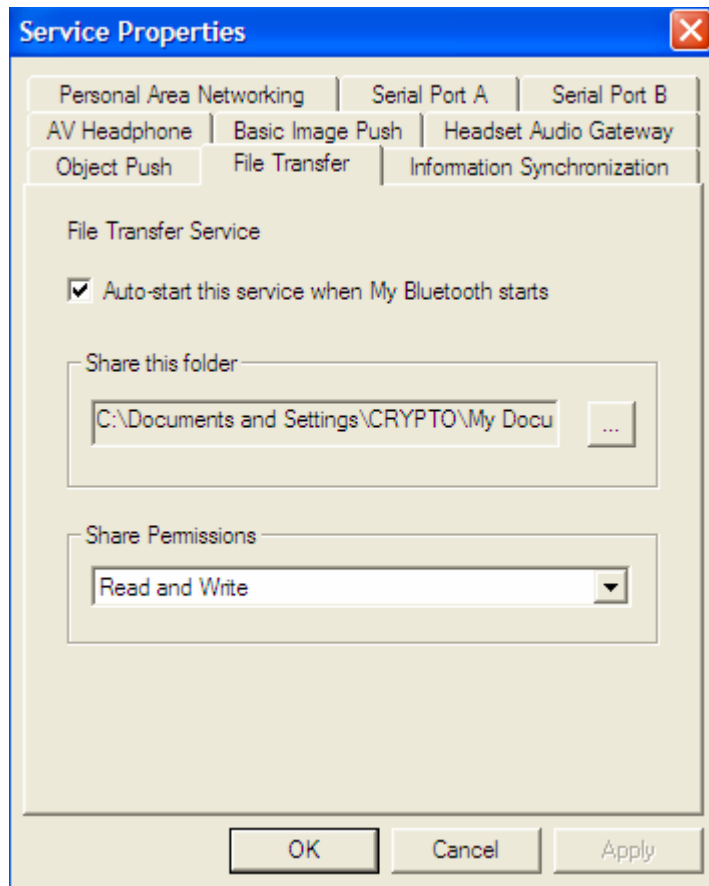 Service Properties
Personal Area Networking Serial Port A Serial Port B
AV Headphone Basic Image Push Headset Audio Gateway
Object Push File Transfer Information Synchronization
File Transfer Service
Auto-start this service when My Bluetooth starts
Share this folder
C:\Documents and Settings\CRYPTO\My Docu
...
Share Permissions
Read and Write
OK Cancel Apply